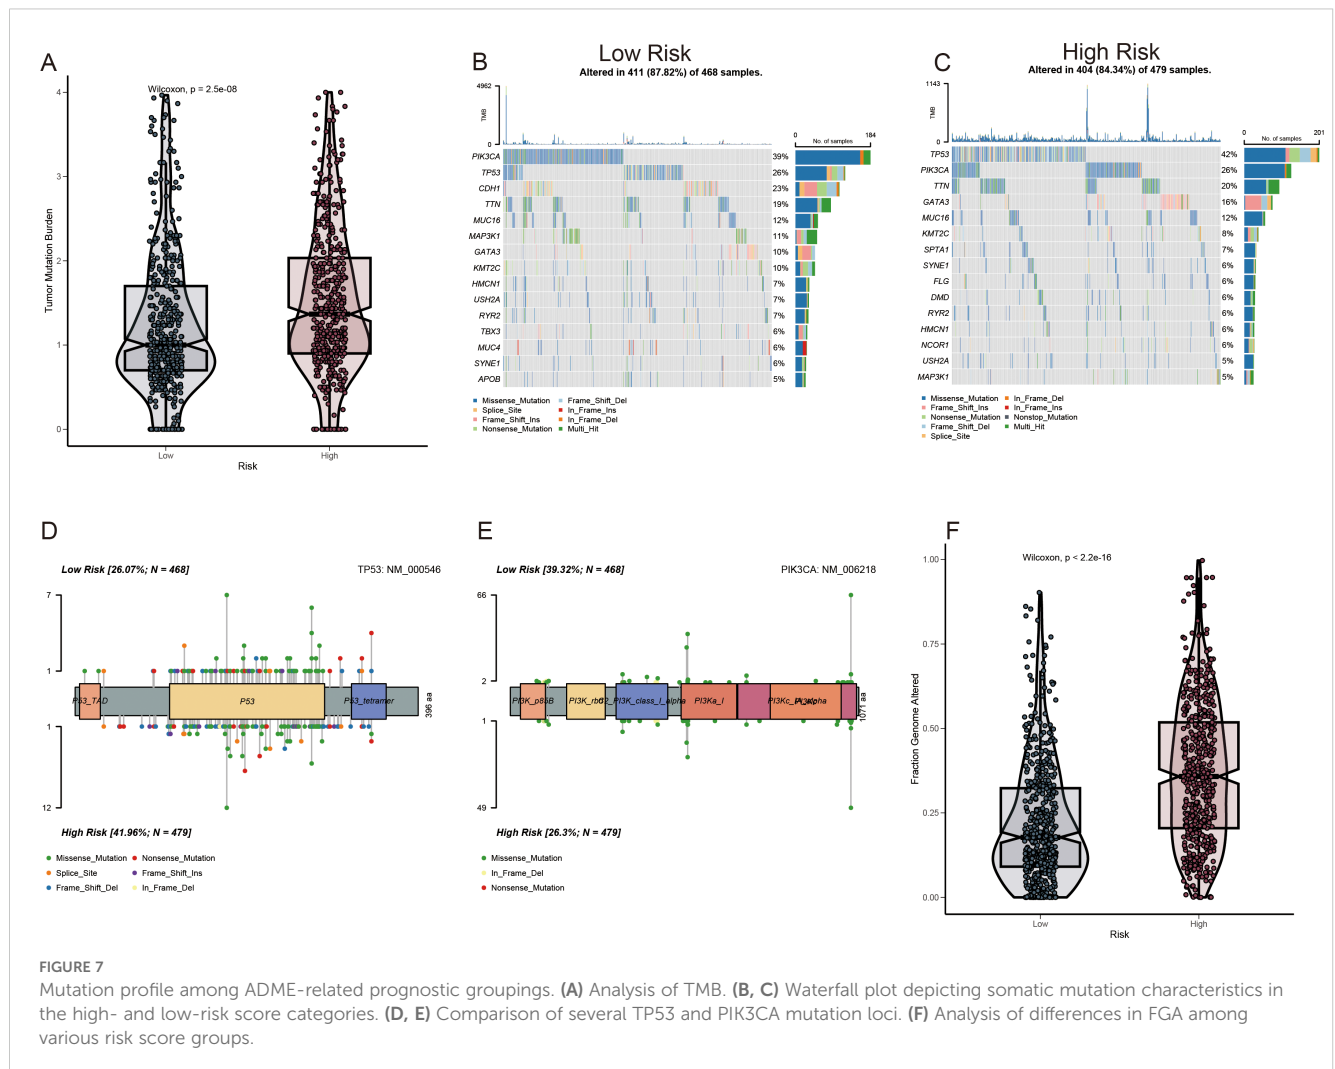 A
Wilcoxon, p = 2.5e-08
Tumor Mutation Burden
4
3
2
1
0
Low
High
Risk
B
Low Risk
Altered in 411 (87.82%) of 468 samples.
4962
TMB
0
0
184
No. of samples
PIK3CA 39%
TP53 26%
CDH1 23%
TTN 19%
MUC16 12%
MAP3K1 11%
GATA3 10%
KMT2C 10%
HMCN1 7%
USH2A 7%
RYR2 7%
TBX3 6%
MUC4 6%
SYNE1 6%
APOB 5%
Missense_Mutation
Splice_Site
Frame_Shift_Ins
Nonsense_Mutation
Frame_Shift_Del
In_Frame_Ins
In_Frame_Del
Multi_Hit
C
High Risk
Altered in 404 (84.34%) of 479 samples.
1143
TMB
0
0
201
No. of samples
TP53 42%
PIK3CA 26%
TTN 20%
GATA3 16%
MUC16 12%
KMT2C 8%
SPTA1 7%
SYNE1 6%
FLG 6%
DMD 6%
RYR2 6%
HMCN1 6%
NCOR1 6%
USH2A 5%
MAP3K1 5%
Missense_Mutation
Frame_Shift_Ins
Nonsense_Mutation
Frame_Shift_Del
Splice_Site
In_Frame_Del
In_Frame_Ins
Nonstop_Mutation
Multi_Hit
D
Low Risk [26.07%; N = 468]
TP53: NM_000546
7
1
P53_TAD
P53
P53_tetramer
396 aa
1
12
High Risk [41.96%; N = 479]
Missense_Mutation
Splice_Site
Frame_Shift_Del
Nonsense_Mutation
Frame_Shift_Ins
In_Frame_Del
E
Low Risk [39.32%; N = 468]
PIK3CA: NM_006218
66
2
PI3K_p85B
PI3K_class_I_alpha
PI3Ka_I
1071 aa
1
49
High Risk [26.3%; N = 479]
Missense_Mutation
In_Frame_Del
Nonsense_Mutation
F
Wilcoxon, p < 2.2e-16
Fraction Genome Altered
1.00
0.75
0.50
0.25
0.00
Low
High
Risk
FIGURE 7
Mutation profile among ADME-related prognostic groupings. (A) Analysis of TMB. (B, C) Waterfall plot depicting somatic mutation characteristics in
the high- and low-risk score categories. (D, E) Comparison of several TP53 and PIK3CA mutation loci. (F) Analysis of differences in FGA among
various risk score groups.